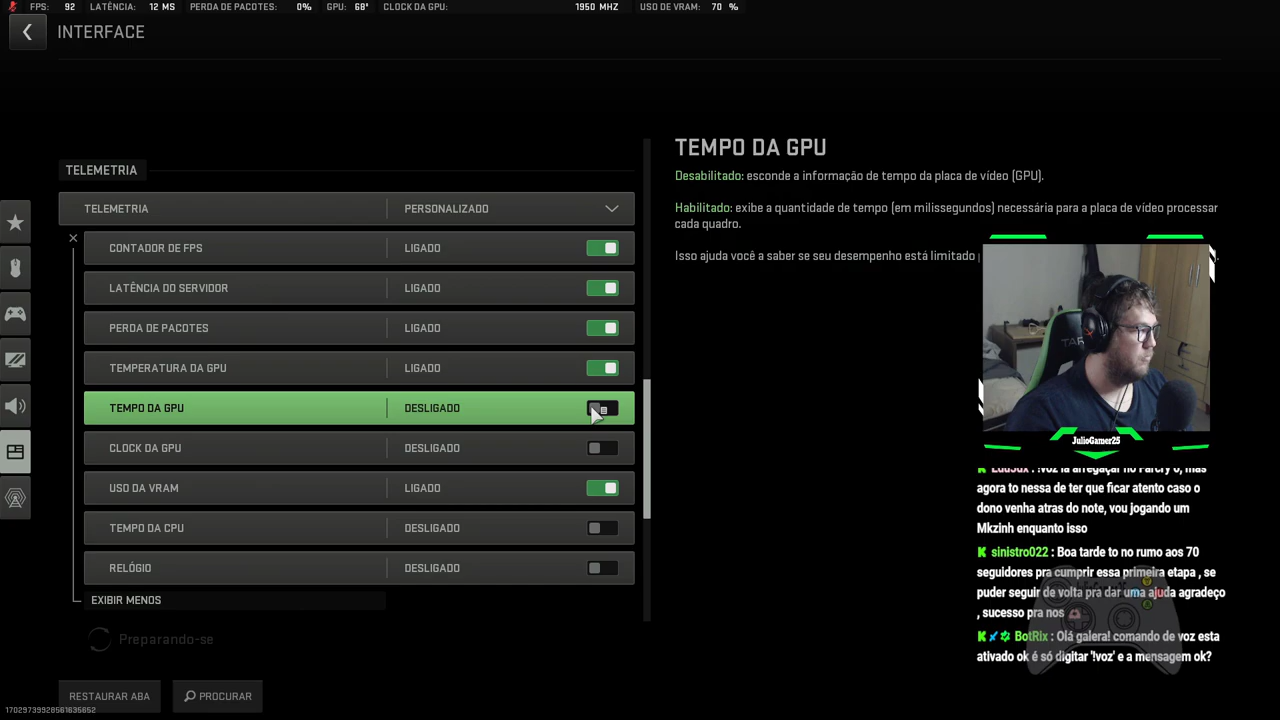 FPS: 92 LATÊNCIA: 12 MS PERDA DE PACOTES: 0% GPU: 68° CLOCK DA GPU: 1950 MHZ USO DE VRAM: 70 %
INTERFACE
TELEMETRIA
TELEMETRIA PERSONALIZADO
CONTADOR DE FPS LIGADO
LATÊNCIA DO SERVIDOR LIGADO
PERDA DE PACOTES LIGADO
TEMPERATURA DA GPU LIGADO
TEMPO DA GPU DESLIGADO
CLOCK DA GPU DESLIGADO
USO DA VRAM LIGADO
TEMPO DA CPU DESLIGADO
RELÓGIO DESLIGADO
EXIBIR MENOS
Preparando-se
RESTAURAR ABA PROCURAR
TEMPO DA GPU
Desabilitado: esconde a informação de tempo da placa de vídeo (GPU).
Habilitado: exibe a quantidade de tempo (em milissegundos) necessária para a placa de vídeo processar
cada quadro.
Isso ajuda você a saber se seu desempenho está limitado
JulioGamer25
: !voz la arregaçar no Farcry 6, mas
agora to nessa de ter que ficar atento caso o
dono venha atras do note, vou jogando um
Mkzinh enquanto isso
sinistro022 : Boa tarde to no rumo aos 70
seguidores pra cumprir essa primeira etapa , se
puder seguir de volta pra dar uma ajuda agradeço
, sucesso pra nos
BotRix : Olá galera! comando de voz esta
ativado ok é só digitar '!voz' e a mensagem ok?